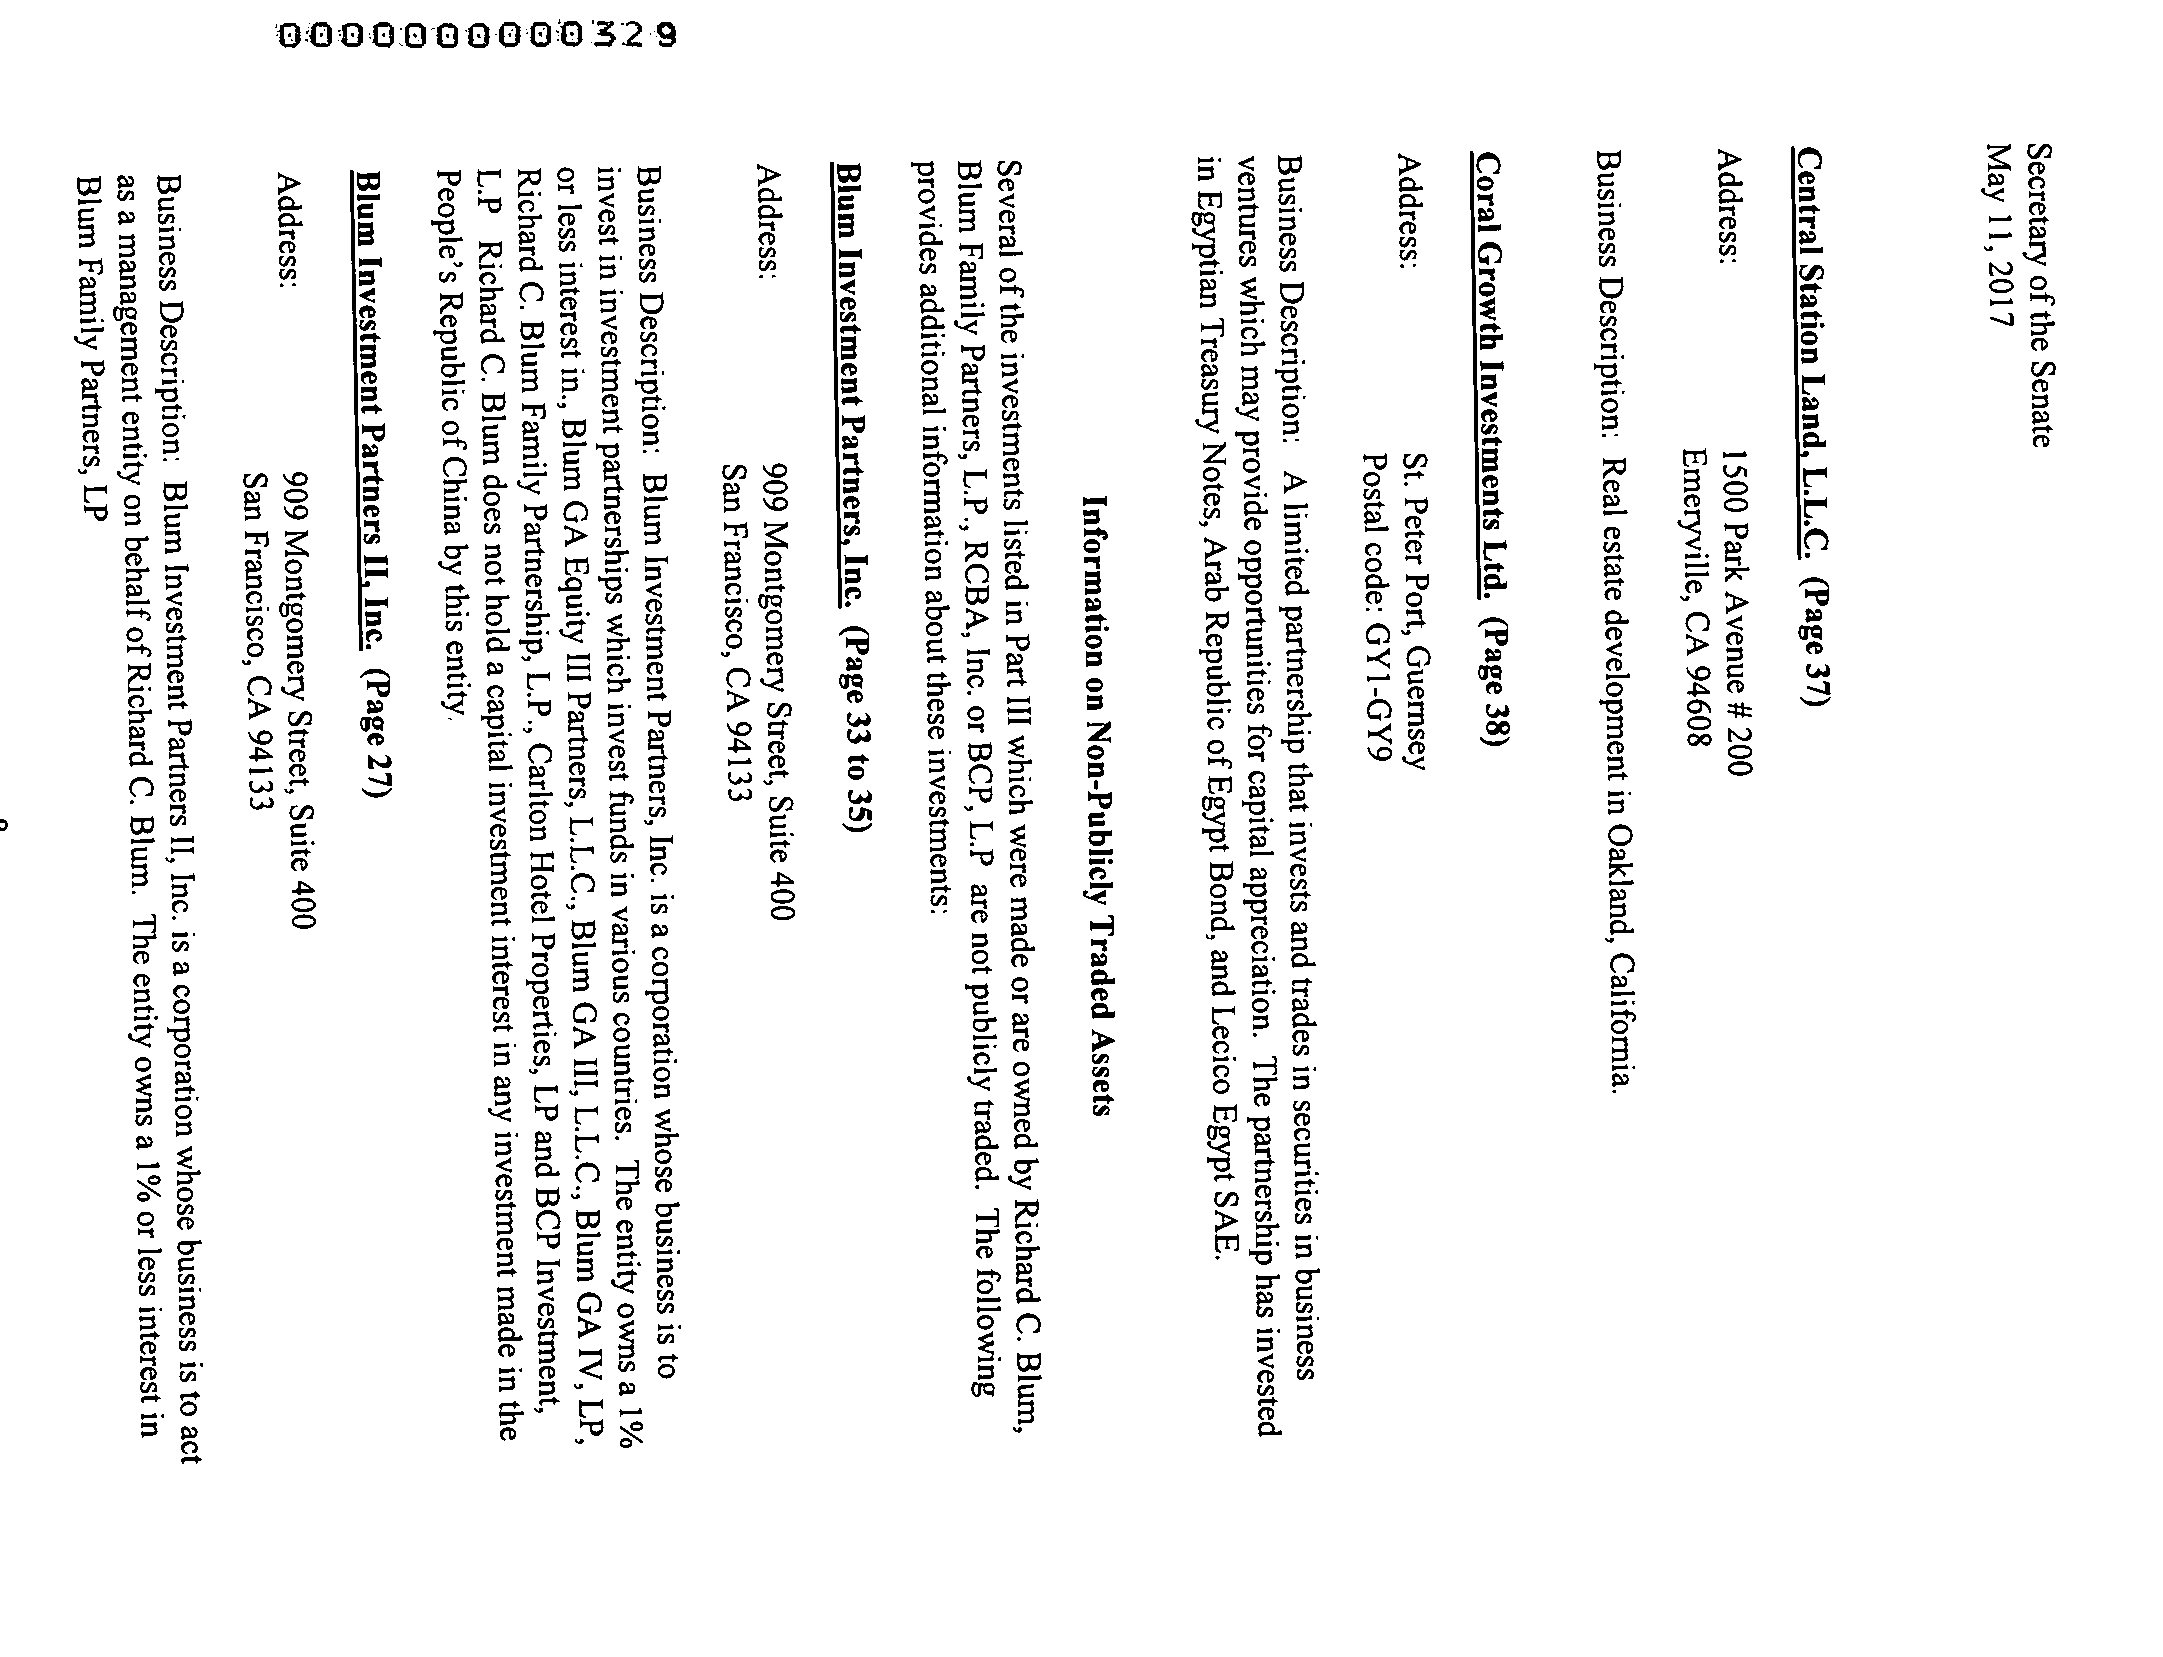 Secretary of the Senate
May 11, 2017
Central Station Land, L.L.C. (Page 37)
Address: 1500 Park Avenue # 200
Emeryville, CA 94608
Business Description: Real estate development in Oakland, California.
Coral Growth Investments Ltd. (Page 38)
Address: St. Peter Port, Guernsey
Postal code: GY1-GY9
Business Description: A limited partnership that invests and trades in securities in business
ventures which may provide opportunities for capital appreciation. The partnership has invested
in Egyptian Treasury Notes, Arab Republic of Egypt Bond, and Lecico Egypt SAE.
Information on Non-Publicly Traded Assets
Several of the investments listed in Part III which were made or are owned by Richard C. Blum,
Blum Family Partners, L.P., RCBA, Inc. or BCP, L.P are not publicly traded. The following
provides additional information about these investments:
Blum Investment Partners, Inc. (Page 33 to 35)
Address: 909 Montgomery Street, Suite 400
San Francisco, CA 94133
Business Description: Blum Investment Partners, Inc. is a corporation whose business is to
invest in investment partnerships which invest funds in various countries. The entity owns a 1%
or less interest in., Blum GA Equity III Partners, L.L.C., Blum GA III, L.L.C., Blum GA IV, LP,
Richard C. Blum Family Partnership, L.P., Carlton Hotel Properties, LP and BCP Investment,
L.P Richard C. Blum does not hold a capital investment interest in any investment made in the
People's Republic of China by this entity.
Blum Investment Partners II, Inc. (Page 27)
Address: 909 Montgomery Street, Suite 400
San Francisco, CA 94133
Business Description: Blum Investment Partners II, Inc. is a corporation whose business is to act
as a management entity on behalf of Richard C. Blum. The entity owns a 1% or less interest in
Blum Family Partners, LP
0000000000329